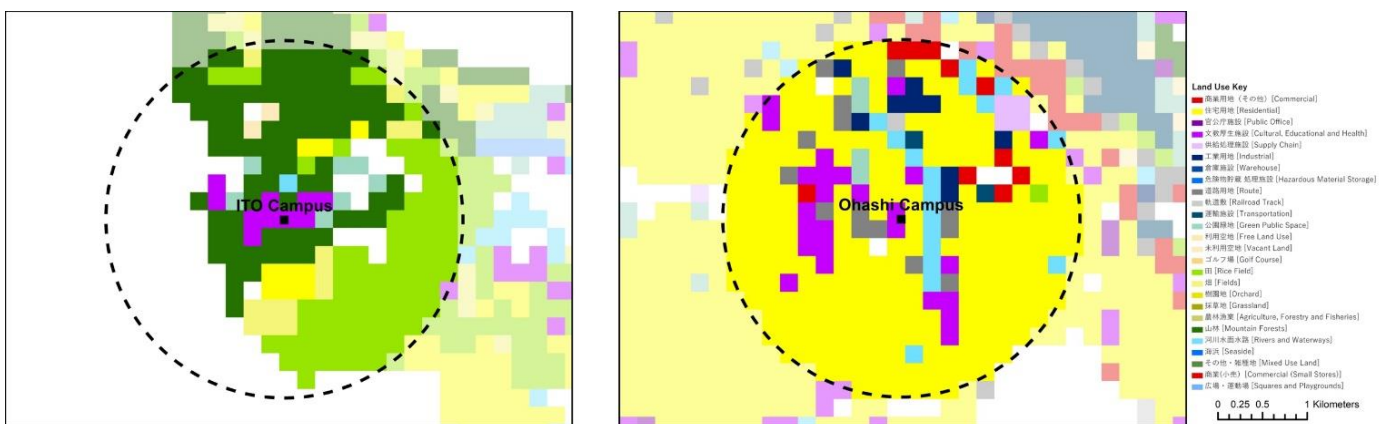 ITO Campus
Ohashi Campus
Land Use Key
商業用地（その他）[Commercial]
住宅用地 [Residential]
官公庁施設 [Public Office]
文教厚生施設 [Cultural, Educational and Health]
供給処理施設 [Supply Chain]
工業用地 [Industrial]
倉庫施設 [Warehouse]
危険物貯蔵 処理施設 [Hazardous Material Storage]
道路用地 [Route]
軌道敷 [Railroad Track]
運輸施設 [Transportation]
公園緑地 [Green Public Space]
利用空地 [Free Land Use]
未利用空地 [Vacant Land]
ゴルフ場 [Golf Course]
田 [Rice Field]
畑 [Fields]
樹園地 [Orchard]
採草地 [Grassland]
農林漁業 [Agriculture, Forestry and Fisheries]
山林 [Mountain Forests]
河川水面水路 [Rivers and Waterways]
海浜 [Seaside]
その他・雑種地 [Mixed Use Land]
商業(小売) [Commercial (Small Stores)]
広場・運動場 [Squares and Playgrounds]
0 0.25 0.5 1 Kilometers